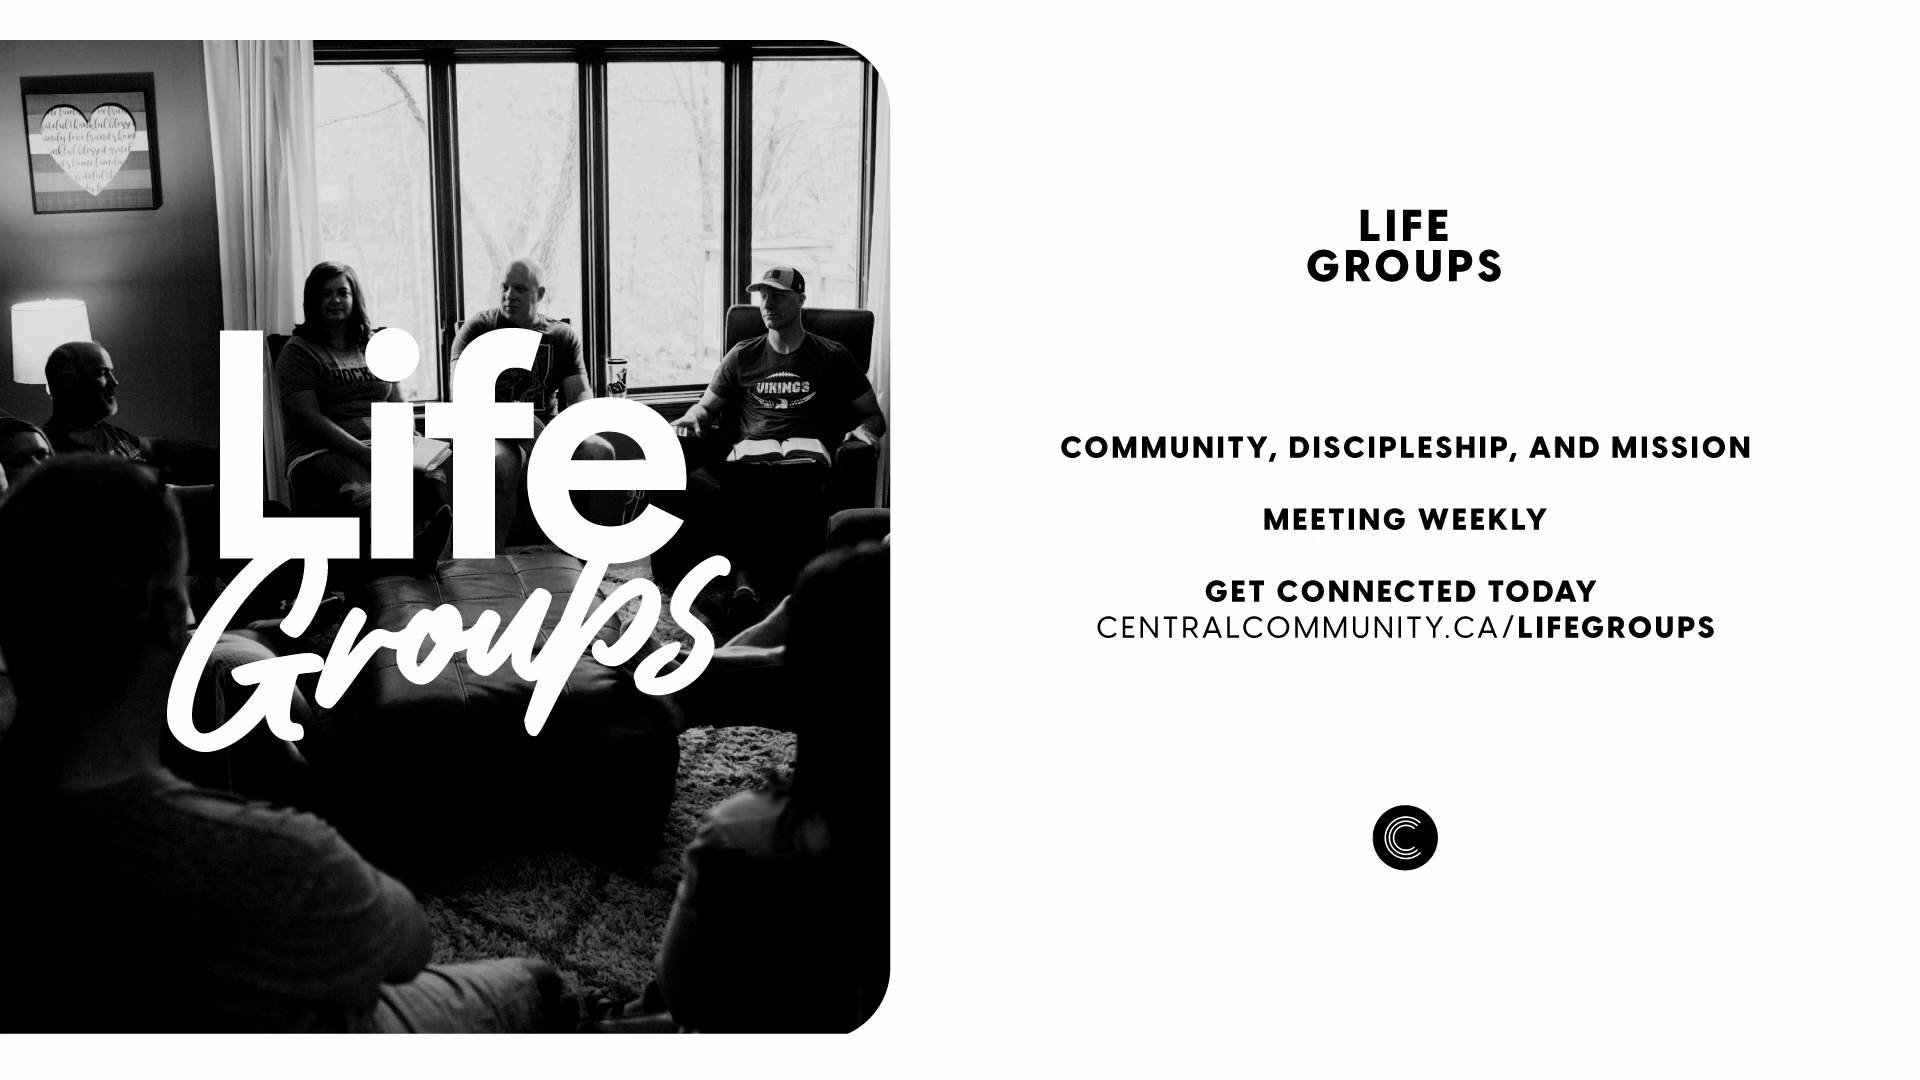 Life
Groups
VIKINGS
LIFE
GROUPS
COMMUNITY, DISCIPLESHIP, AND MISSION
MEETING WEEKLY
GET CONNECTED TODAY
CENTRALCOMMUNITY.CA/LIFEGROUPS
C